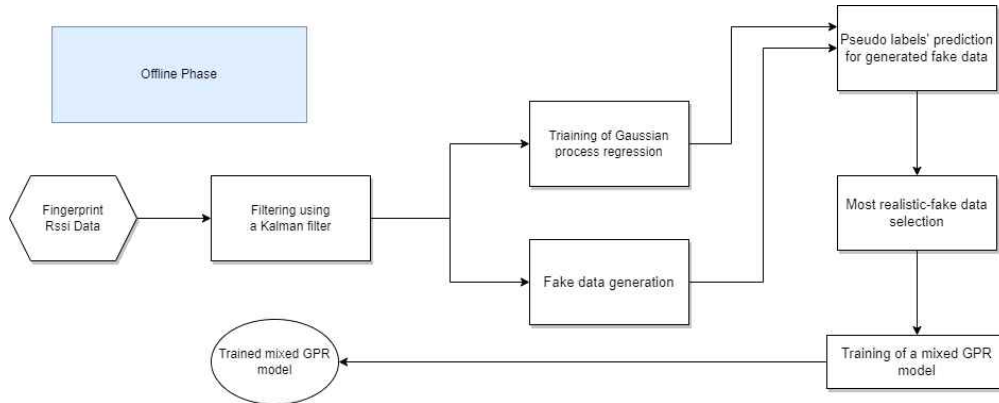 Offline Phase
Pseudo labels' prediction
for generated fake data
Triaining of Gaussian
process regression
Fingerprint
Rssi Data
Filtering using
a Kalman filter
Most realistic-fake data
selection
Fake data generation
Trained mixed GPR
model
Training of a mixed GPR
model